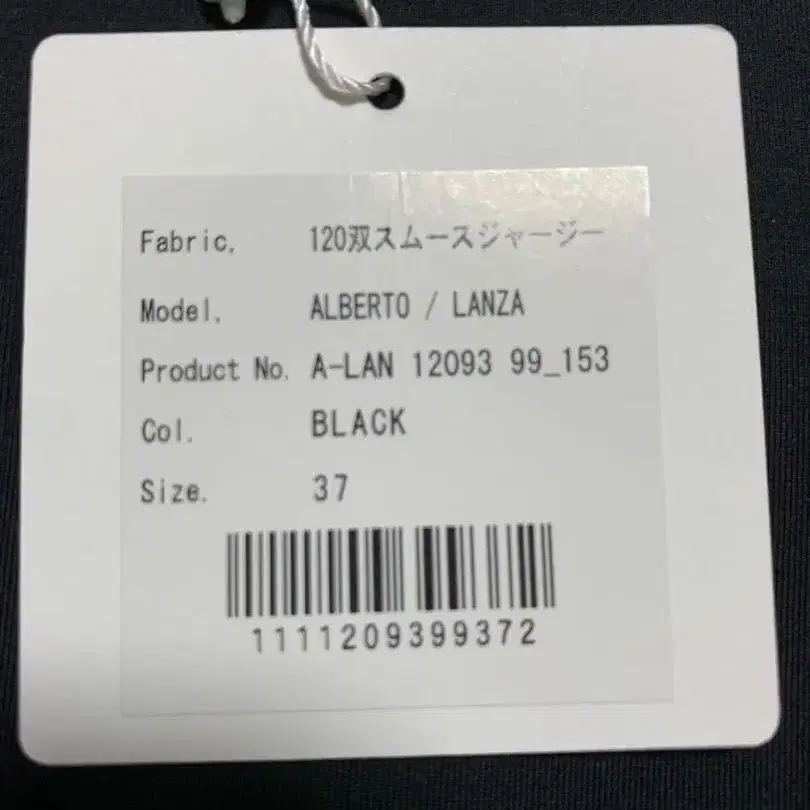 Fabric. 120双スムースジャージー
Model. ALBERTO / LANZA
Product No. A-LAN 12093 99_153
Col. BLACK
Size. 37
1111209399372